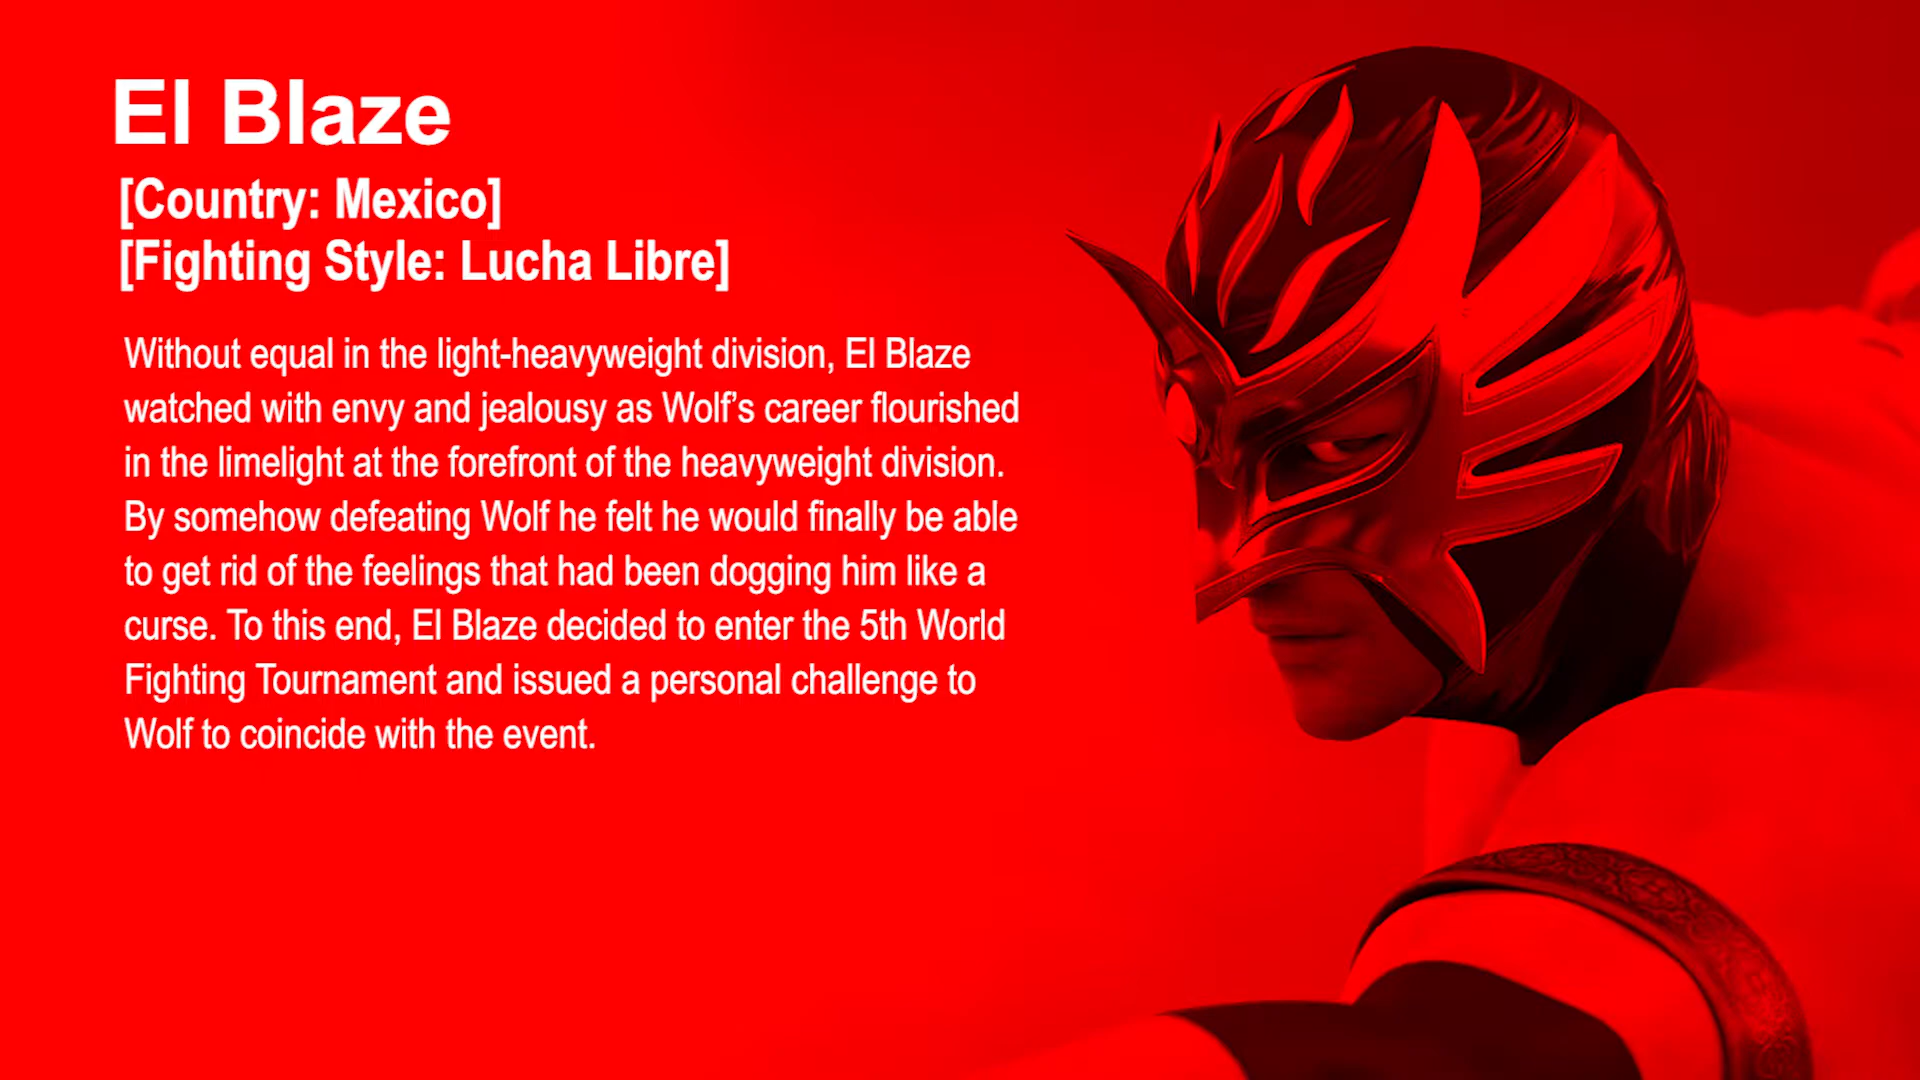 El Blaze
[Country: Mexico]
[Fighting Style: Lucha Libre]
Without equal in the light-heavyweight division, El Blaze
watched with envy and jealousy as Wolf’s career flourished
in the limelight at the forefront of the heavyweight division.
By somehow defeating Wolf he felt he would finally be able
to get rid of the feelings that had been dogging him like a
curse. To this end, El Blaze decided to enter the 5th World
Fighting Tournament and issued a personal challenge to
Wolf to coincide with the event.